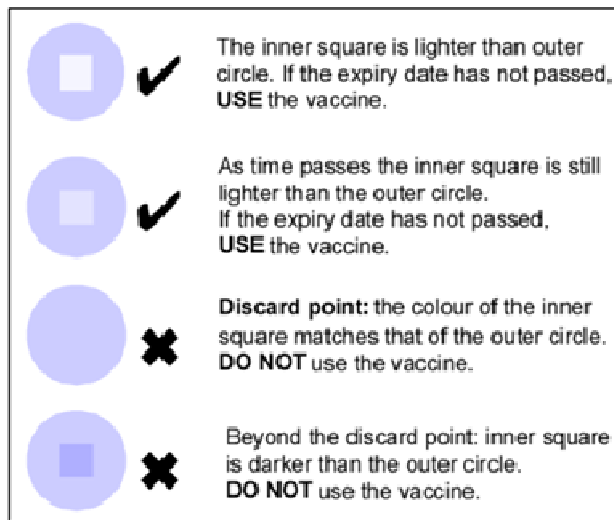 The inner square is lighter than outer
circle. If the expiry date has not passed,
USE the vaccine.
As time passes the inner square is still
lighter than the outer circle.
If the expiry date has not passed,
USE the vaccine.
Discard point: the colour of the inner
square matches that of the outer circle.
DO NOT use the vaccine.
Beyond the discard point: inner square
is darker than the outer circle.
DO NOT use the vaccine.